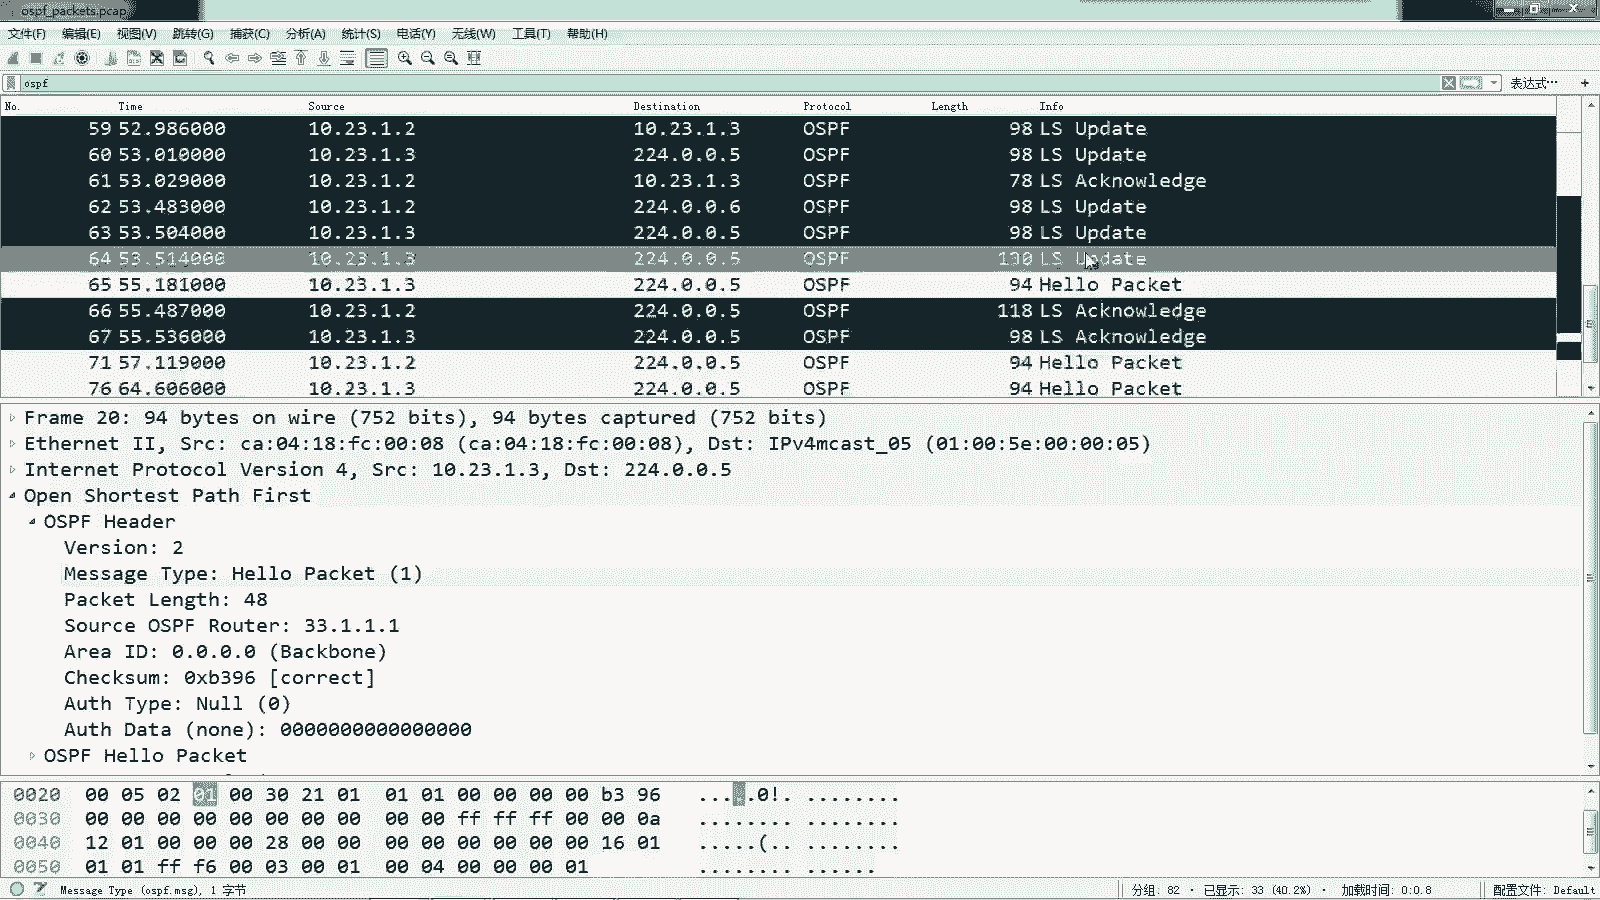 ospf_packets.pcap
文件(F) 编辑(E) 视图(V) 跳转(G) 捕获(C) 分析(A) 统计(S) 电话(Y) 无线(W) 工具(T) 帮助(H)
ospf 表达式… +
No. Time Source Destination Protocol Length Info
59 52.986000 10.23.1.2 10.23.1.3 OSPF 98 LS Update
60 53.010000 10.23.1.3 224.0.0.5 OSPF 98 LS Update
61 53.029000 10.23.1.2 10.23.1.3 OSPF 78 LS Acknowledge
62 53.483000 10.23.1.2 224.0.0.6 OSPF 98 LS Update
63 53.504000 10.23.1.3 224.0.0.5 OSPF 98 LS Update
64 53.514000 10.23.1.3 224.0.0.5 OSPF 130 LS Update
65 55.181000 10.23.1.3 224.0.0.5 OSPF 94 Hello Packet
66 55.487000 10.23.1.2 224.0.0.5 OSPF 118 LS Acknowledge
67 55.536000 10.23.1.3 224.0.0.5 OSPF 98 LS Acknowledge
71 57.119000 10.23.1.2 224.0.0.5 OSPF 94 Hello Packet
76 64.606000 10.23.1.3 224.0.0.5 OSPF 94 Hello Packet
Frame 20: 94 bytes on wire (752 bits), 94 bytes captured (752 bits)
Ethernet II, Src: ca:04:18:fc:00:08 (ca:04:18:fc:00:08), Dst: IPv4mcast_05 (01:00:5e:00:00:05)
Internet Protocol Version 4, Src: 10.23.1.3, Dst: 224.0.0.5
Open Shortest Path First
OSPF Header
Version: 2
Message Type: Hello Packet (1)
Packet Length: 48
Source OSPF Router: 33.1.1.1
Area ID: 0.0.0.0 (Backbone)
Checksum: 0xb396 [correct]
Auth Type: Null (0)
Auth Data (none): 0000000000000000
OSPF Hello Packet
0020 00 05 02 01 00 30 21 01 01 01 00 00 00 00 b3 96 .....0!. ........
0030 00 00 00 00 00 00 00 00 00 00 ff ff ff 00 00 0a ........ ........
0040 12 01 00 00 00 28 00 00 00 00 00 00 00 00 16 01 .....(.. ........
0050 01 01 ff f6 00 03 00 01 00 04 00 00 00 01 ........ ......
Message Type (ospf.msg), 1 字节 分组: 82 · 已显示: 33 (40.2%) · 加载时间: 0:0.8 配置文件: Default